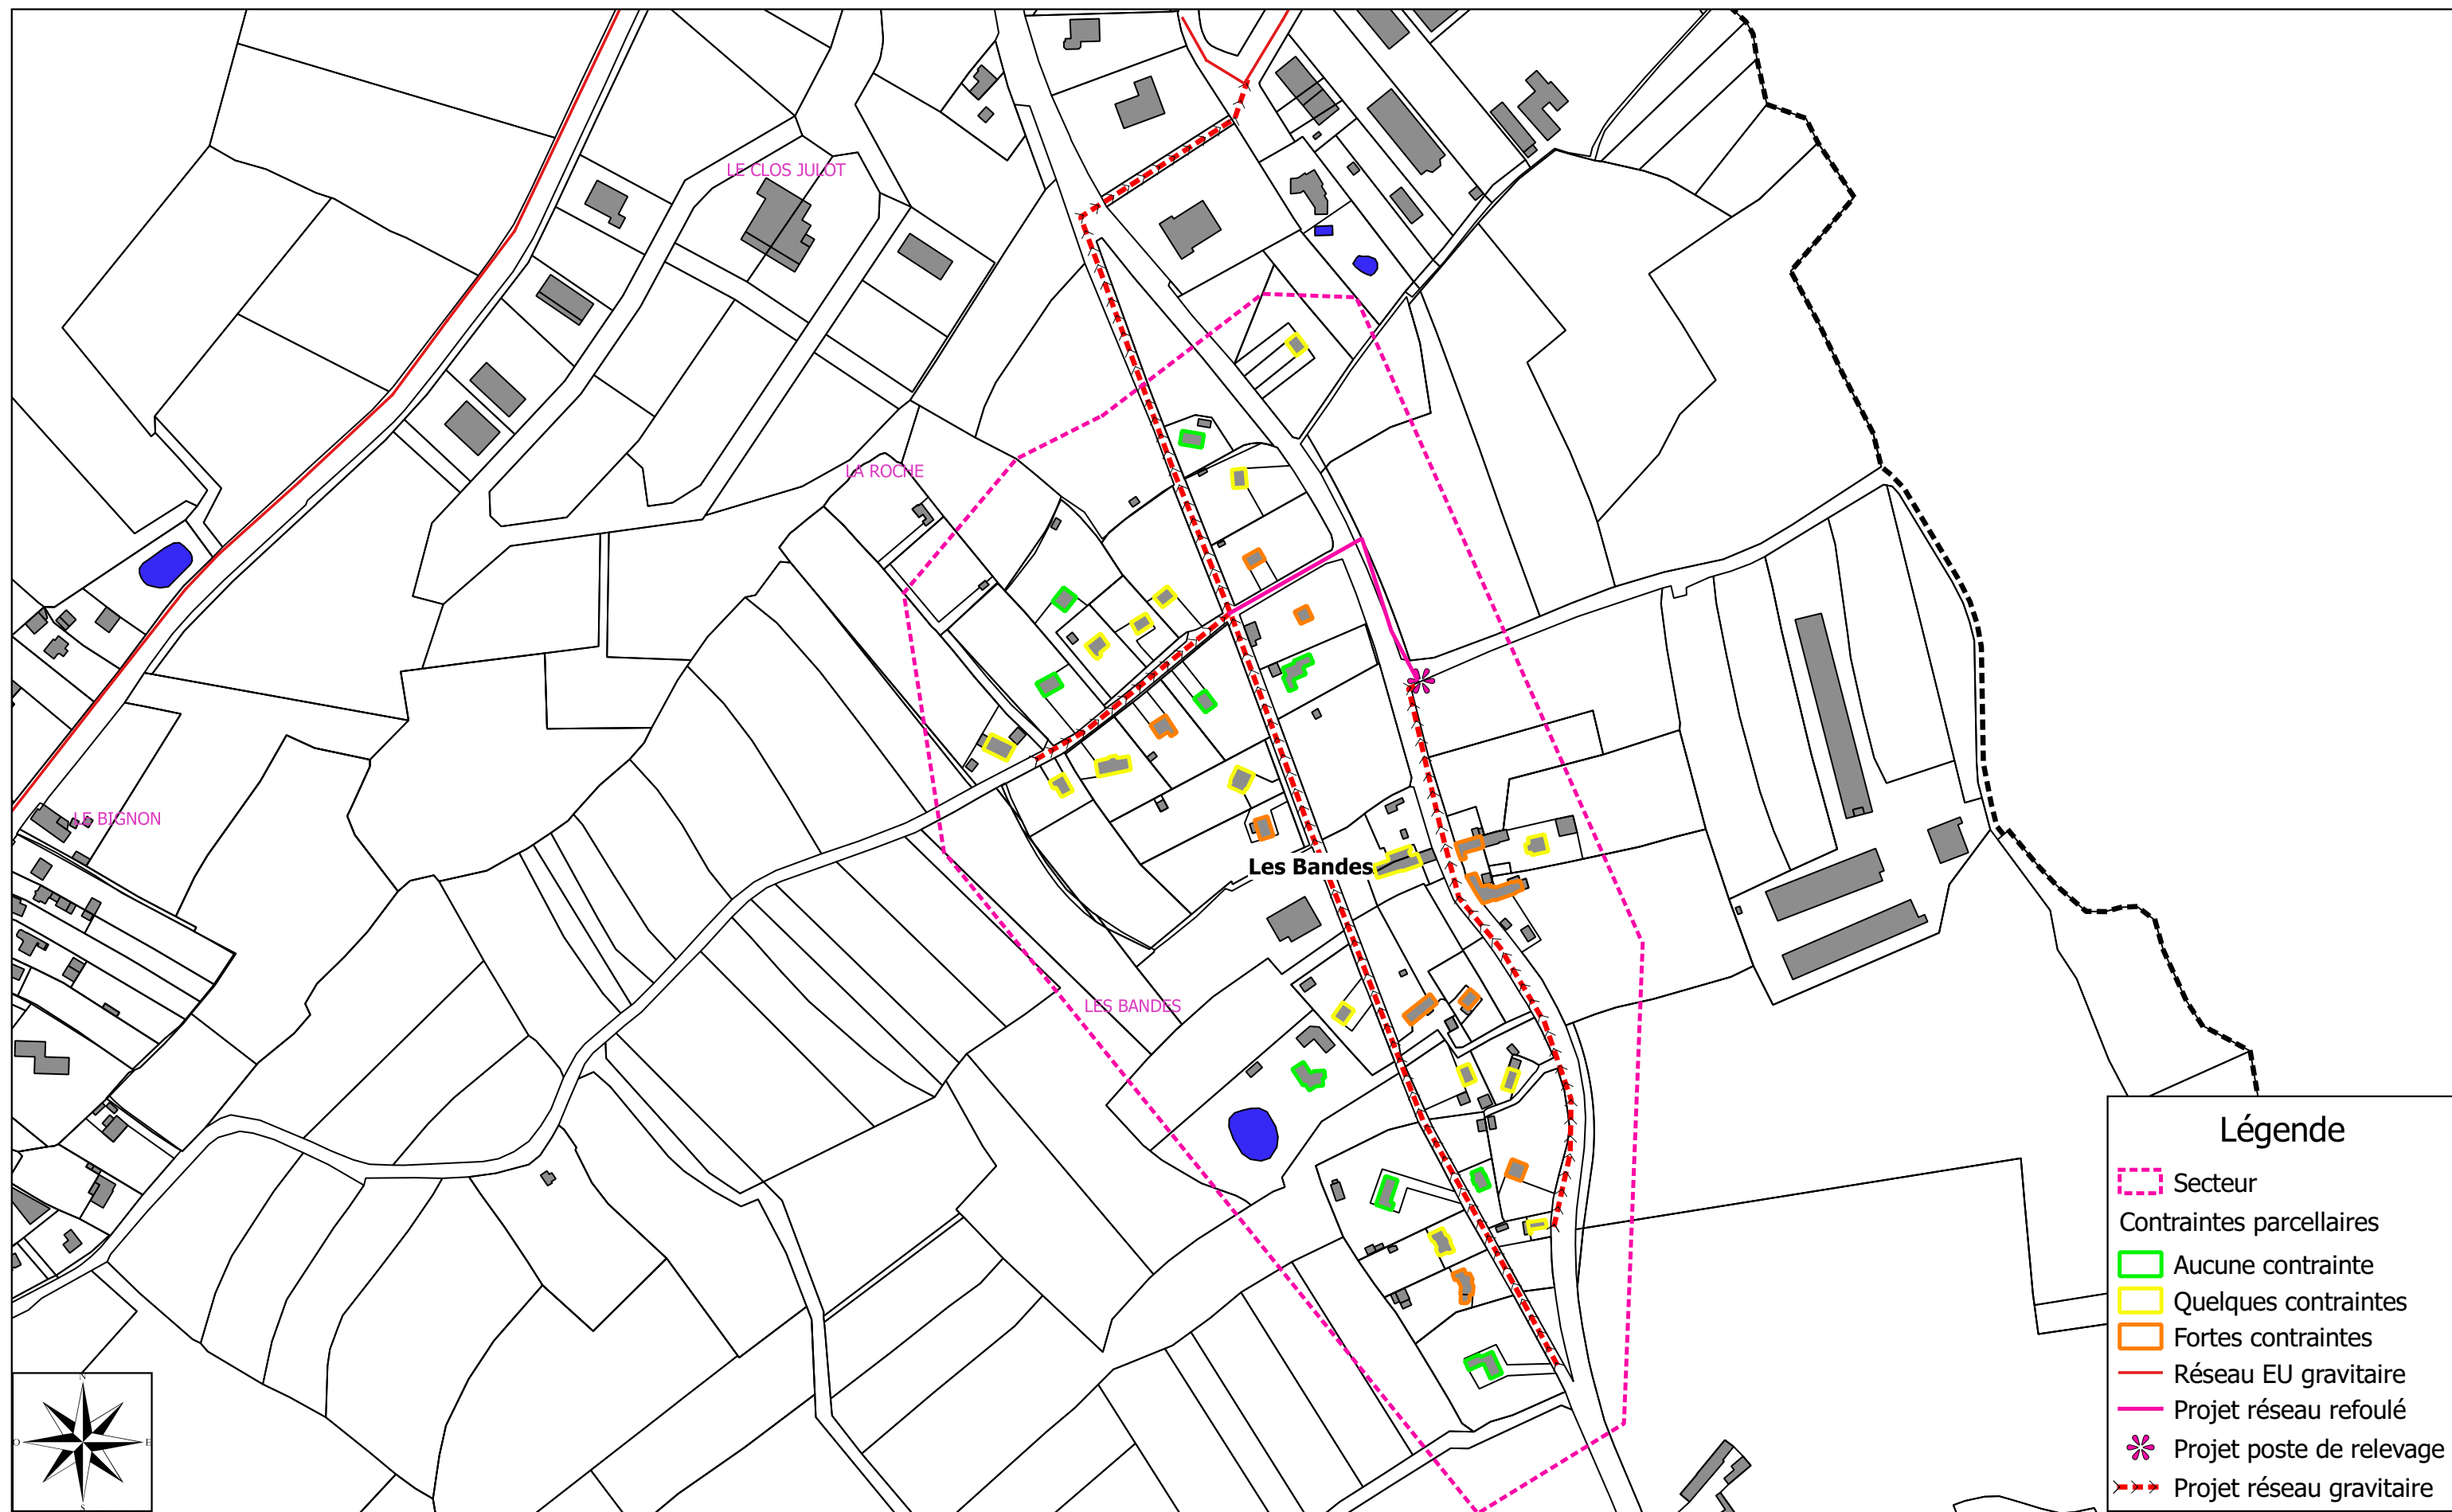 LE CLOS JULOT
LA ROCHE
LE BIGNON
Les Bandes
LES BANDES
Légende
Secteur
Contraintes parcellaires
Aucune contrainte
Quelques contraintes
Fortes contraintes
Réseau EU gravitaire
Projet réseau refoulé
Projet poste de relevage
Projet réseau gravitaire
N
O
E
S